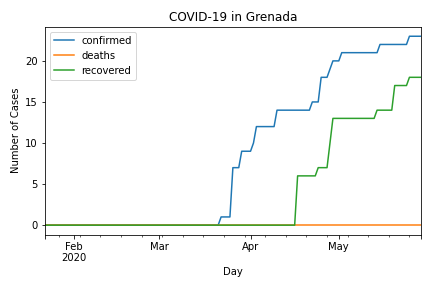 COVID-19 in Grenada
confirmed
deaths
recovered
Number of Cases
20
15
10
5
0
Feb
2020
Mar
Apr
May
Day